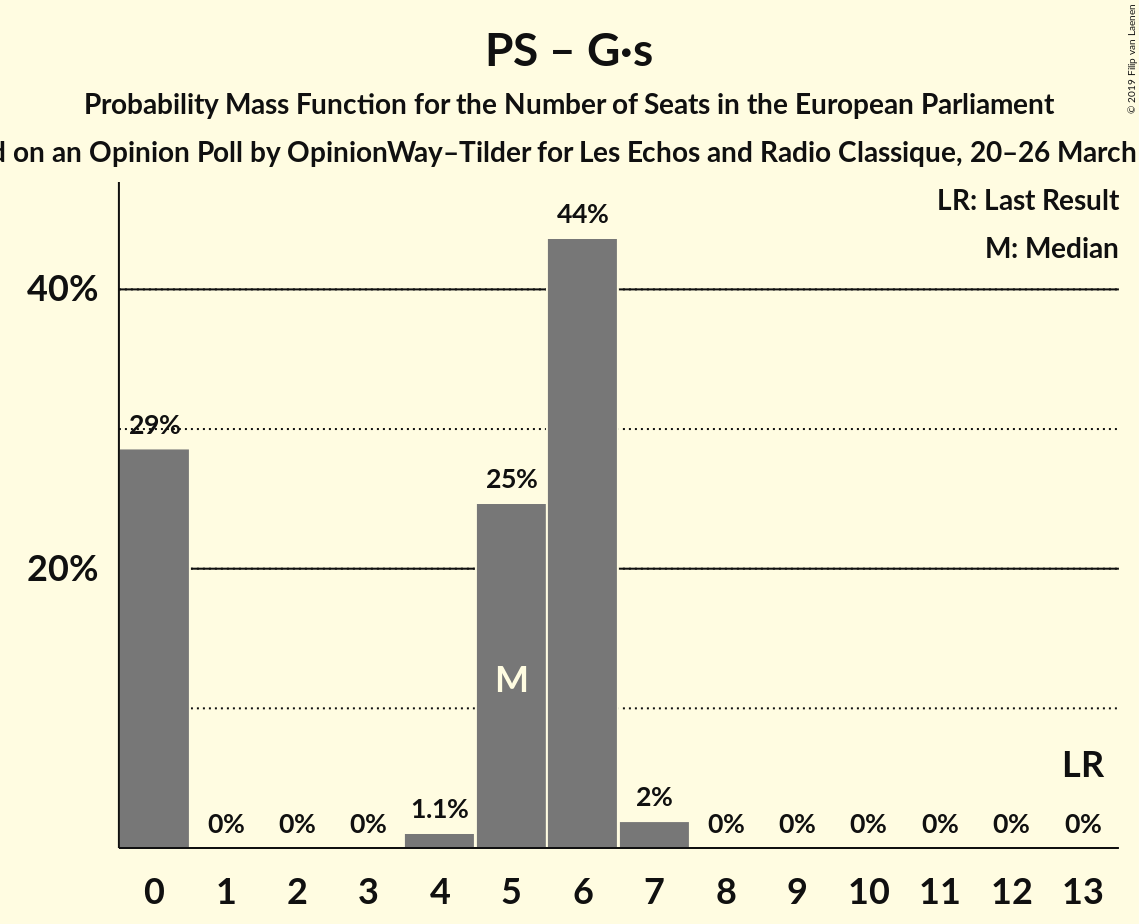 PS – G·s
Probability Mass Function for the Number of Seats in the European Parliament
on an Opinion Poll by OpinionWay–Tilder for Les Echos and Radio Classique, 20–26 March
© 2019 Filip van Laenen
LR: Last Result
M: Median
44%
40%
29%
25%
20%
M
LR
1.1%
2%
0% 0% 0% 0% 0% 0% 0% 0% 0%
0 1 2 3 4 5 6 7 8 9 10 11 12 13